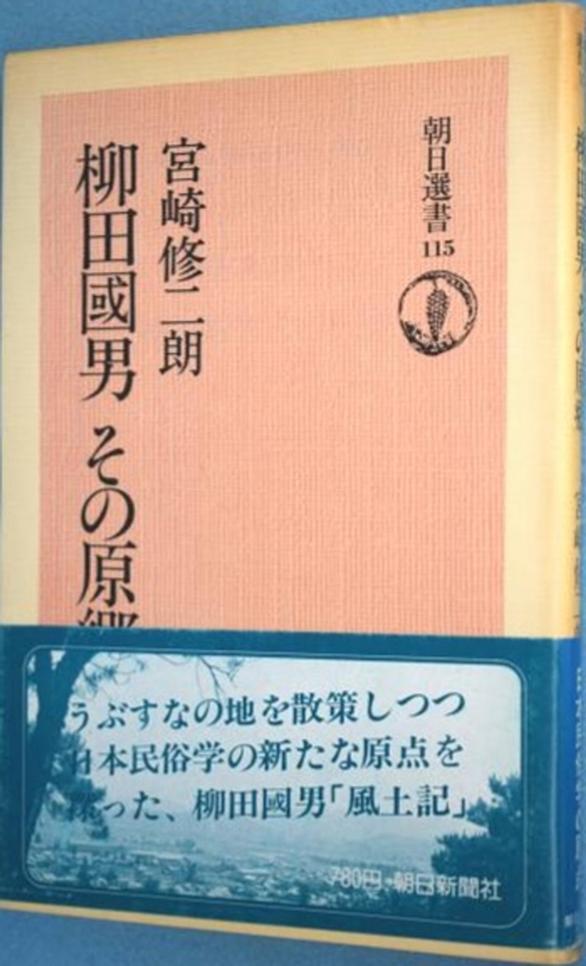 朝日選書 115
宮崎修二朗
柳田國男 その原郷
うぶすなの地を散策しつつ
日本民俗学の新たな原点を
った、柳田國男「風土記」
780円・朝日新聞社